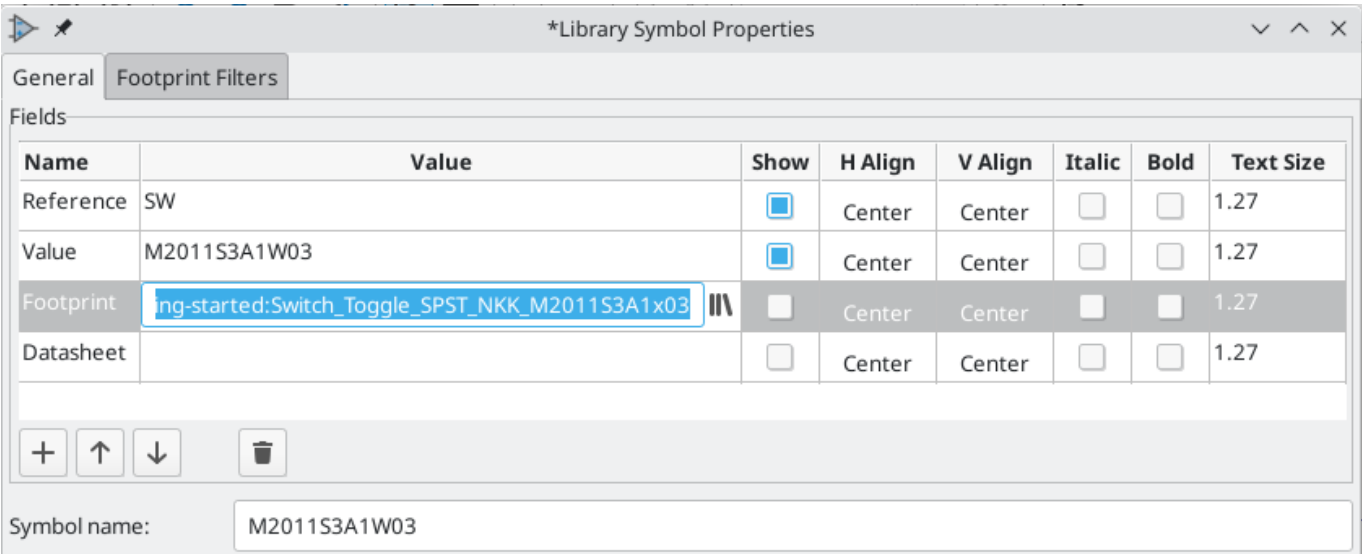 *Library Symbol Properties
General Footprint Filters
Fields
Name Value Show H Align V Align Italic Bold Text Size
Reference SW Center Center 1.27
Value M2011S3A1W03 Center Center 1.27
Footprint ing-started:Switch_Toggle_SPST_NKK_M2011S3A1x03 Center Center 1.27
Datasheet Center Center 1.27
Symbol name: M2011S3A1W03